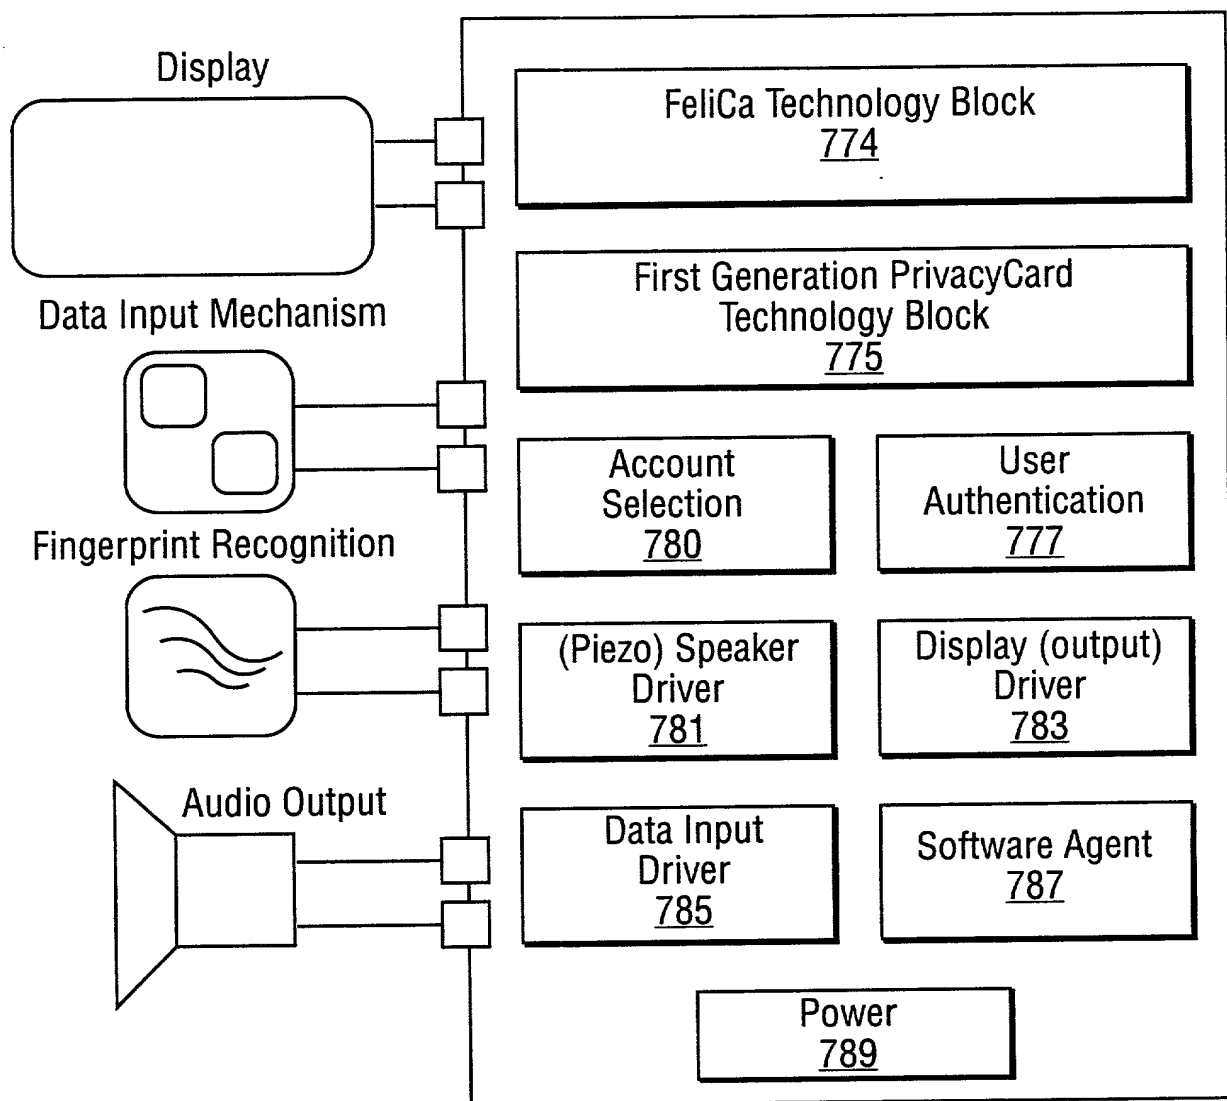 Display
FeliCa Technology Block
774
First Generation PrivacyCard
Technology Block
775
Data Input Mechanism
Account
Selection
780
User
Authentication
777
Fingerprint Recognition
(Piezo) Speaker
Driver
781
Display (output)
Driver
783
Audio Output
Data Input
Driver
785
Software Agent
787
Power
789